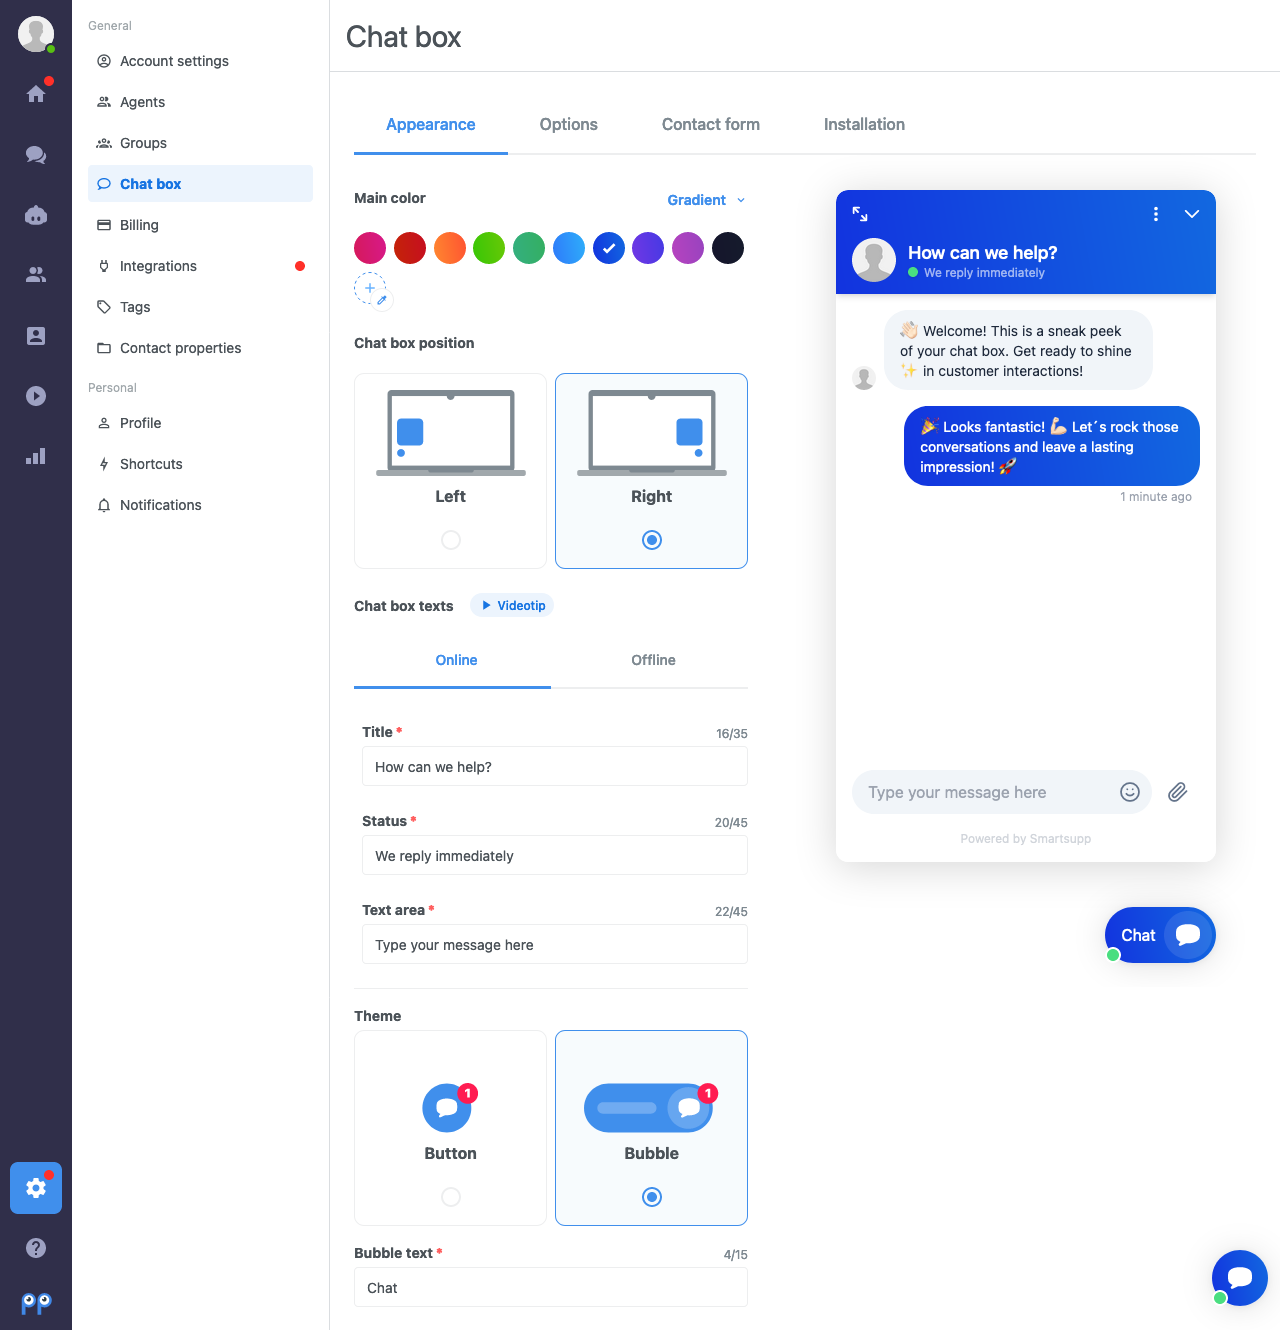 General
Account settings
Agents
Groups
Chat box
Billing
Integrations
Tags
Contact properties
Personal
Profile
Shortcuts
Notifications
Chat box
Appearance
Options
Contact form
Installation
Main color
Gradient
Chat box position
Left
Right
Chat box texts
Videotip
Online
Offline
Title *
16/35
How can we help?
Status *
20/45
We reply immediately
Text area *
22/45
Type your message here
Theme
1
Button
1
Bubble
Bubble text *
4/15
Chat
How can we help?
We reply immediately
👋🏻 Welcome! This is a sneak peek
of your chat box. Get ready to shine
✨ in customer interactions!
🎉 Looks fantastic! 💪🏻 Let´s rock those
conversations and leave a lasting
impression! 🚀
1 minute ago
Type your message here
Powered by Smartsupp
Chat